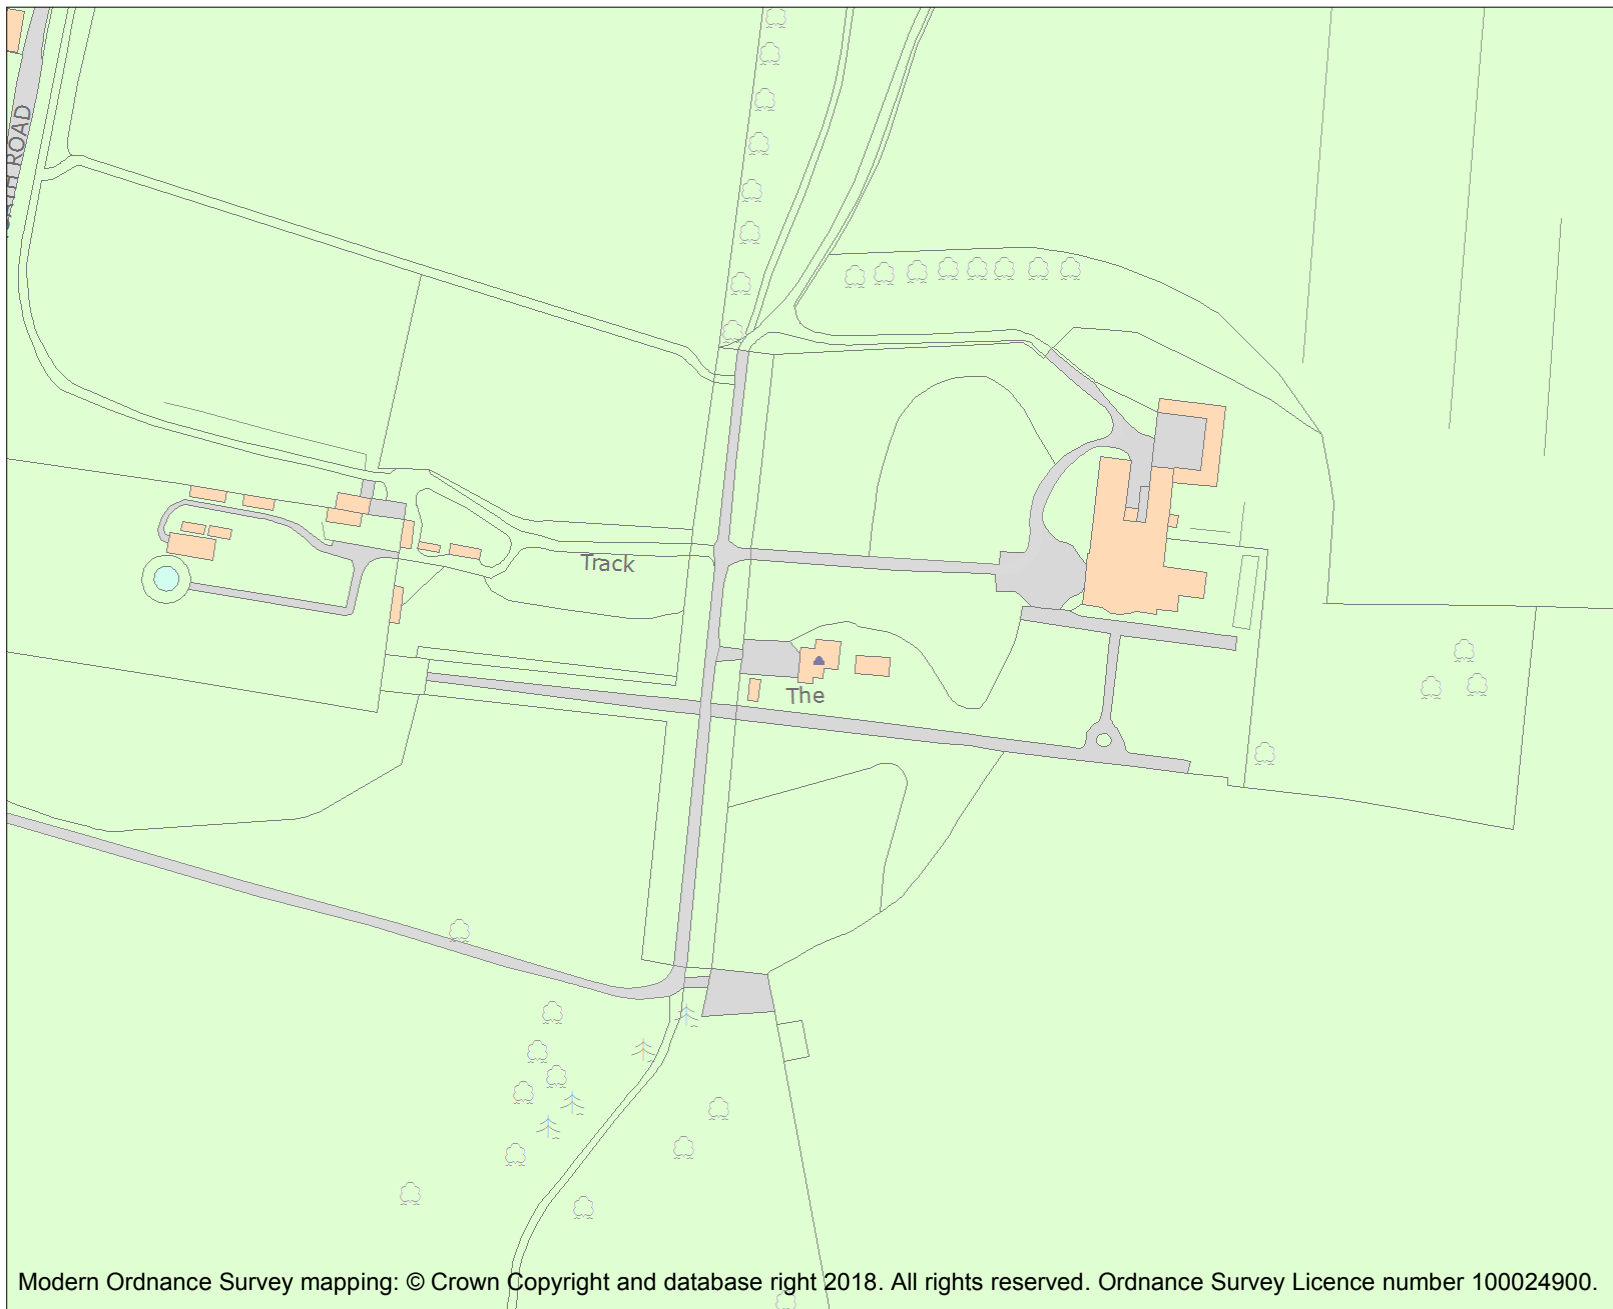 ROAD
Track
The
Modern Ordnance Survey mapping: © Crown Copyright and database right 2018. All rights reserved. Ordnance Survey Licence number 100024900.